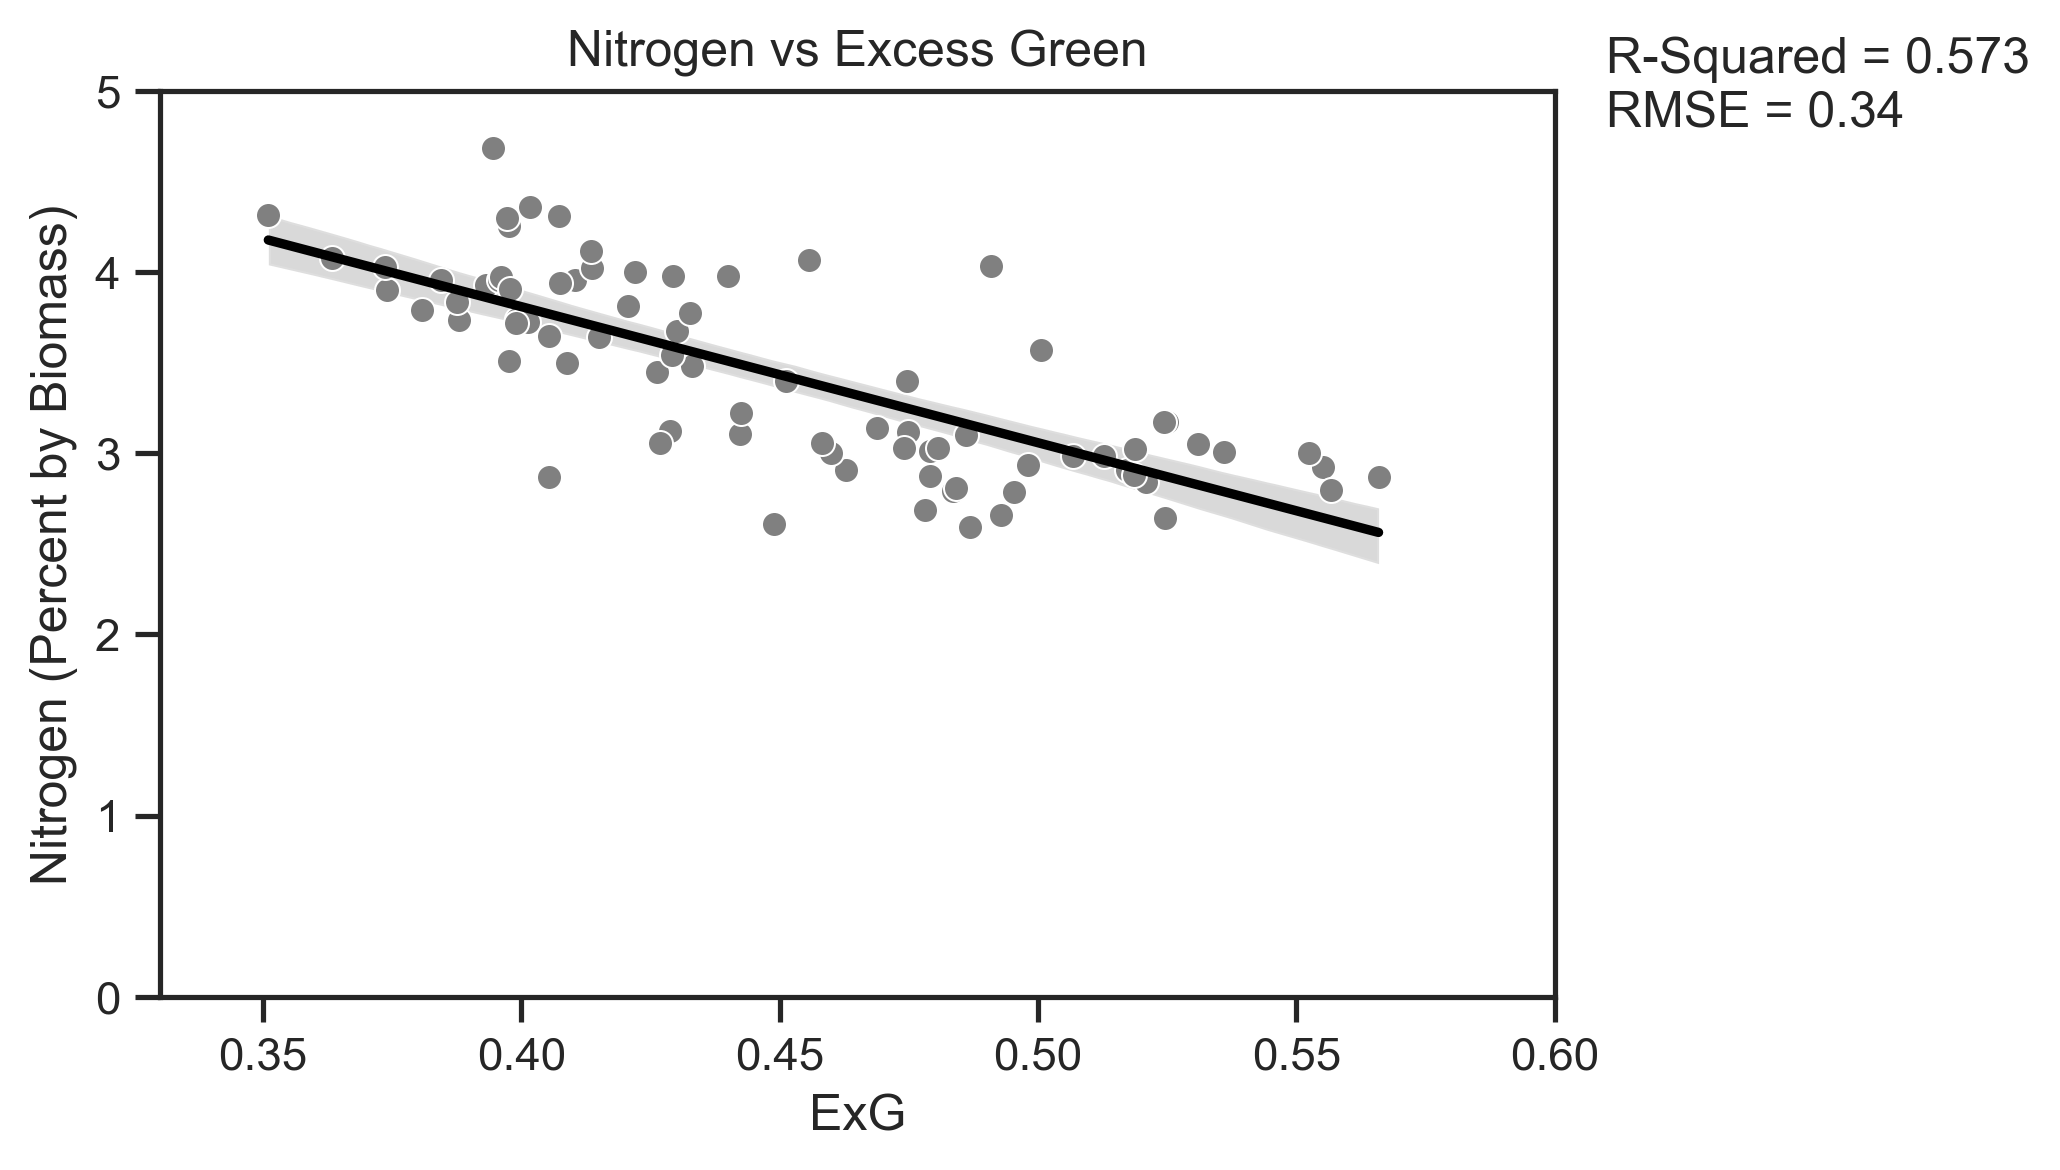 Nitrogen vs Excess Green
R-Squared = 0.573
RMSE = 0.34
Nitrogen (Percent by Biomass)
5
4
3
2
1
0
0.35 0.40 0.45 0.50 0.55 0.60
ExG